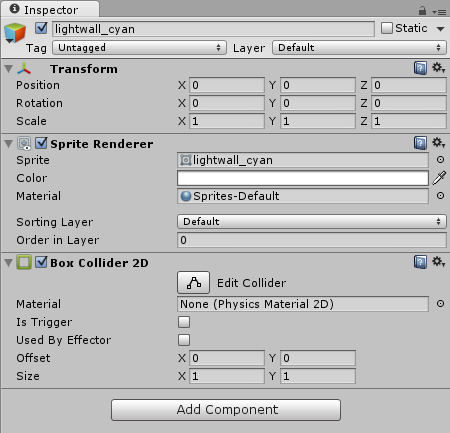 Inspector
lightwall_cyan Static
Tag Untagged Layer Default
Transform
Position X 0 Y 0 Z 0
Rotation X 0 Y 0 Z 0
Scale X 1 Y 1 Z 1
Sprite Renderer
Sprite lightwall_cyan
Color
Material Sprites-Default
Sorting Layer Default
Order in Layer 0
Box Collider 2D
Edit Collider
Material None (Physics Material 2D)
Is Trigger
Used By Effector
Offset X 0 Y 0
Size X 1 Y 1
Add Component